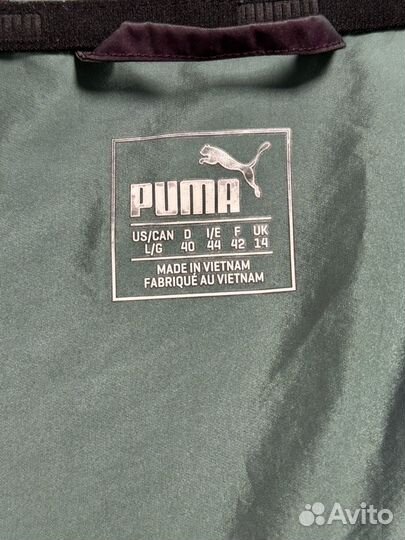 PUMA
US/CAN D I/E F UK
L/G 40 44 42 14
MADE IN VIETNAM
FABRIQUÉ AU VIETNAM
Avito